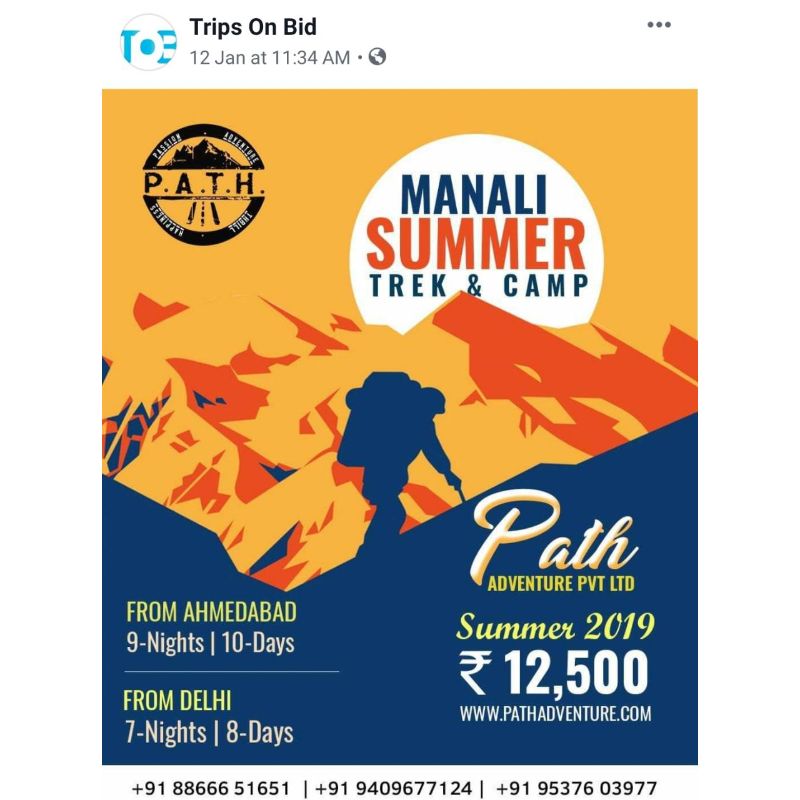 TOB
Trips On Bid
12 Jan at 11:34 AM
PASSION ADVENTURE
P.A.T.H.
HAPPINESS THRILL
MANALI
SUMMER
TREK & CAMP
Path
ADVENTURE PVT LTD
FROM AHMEDABAD
9-Nights | 10-Days
FROM DELHI
7-Nights | 8-Days
Summer 2019
₹ 12,500
WWW.PATHADVENTURE.COM
+91 88666 51651 | +91 9409677124 | +91 95376 03977